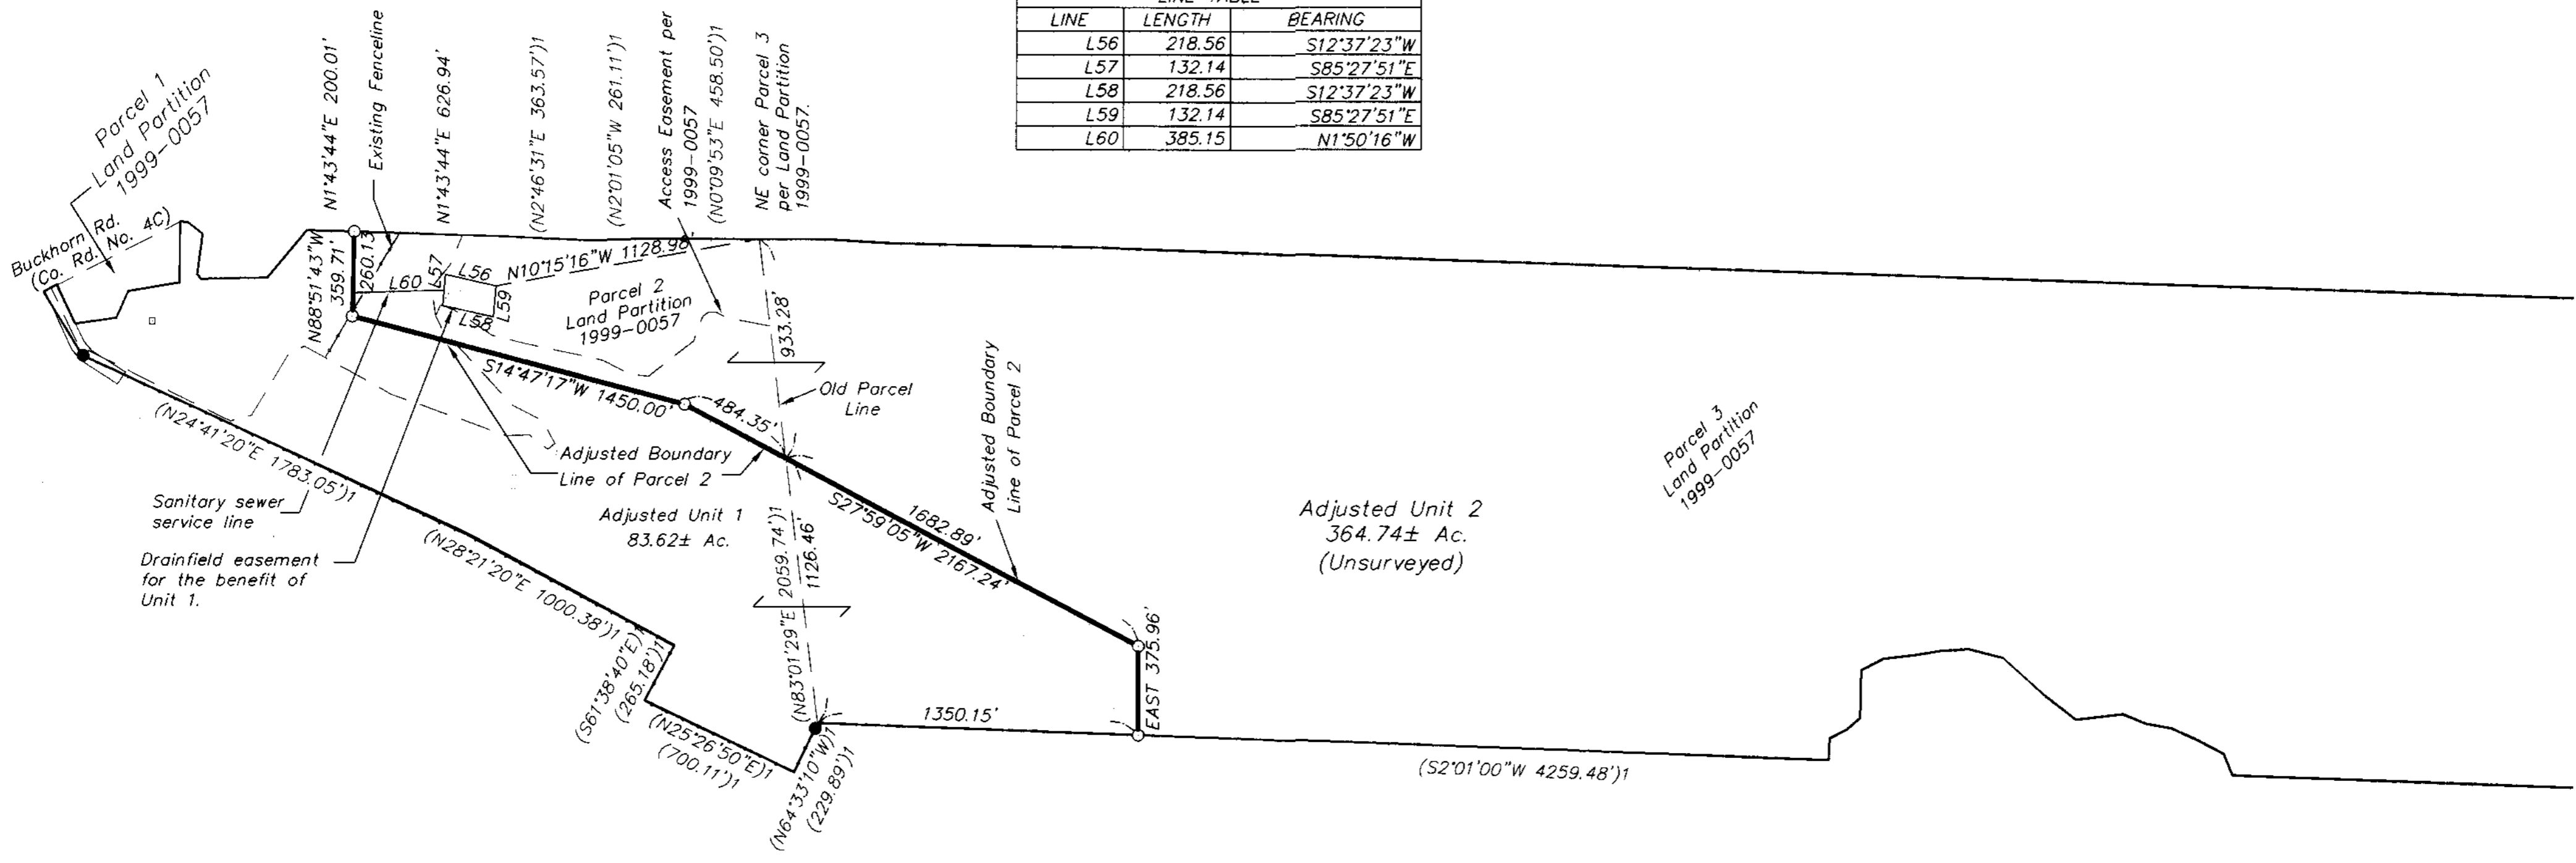 LINE TABLE
LINE LENGTH BEARING
L56 218.56 S12°37'23"W
L57 132.14 S85°27'51"E
L58 218.56 S12°37'23"W
L59 132.14 S85°27'51"E
L60 385.15 N1°50'16"W
Parcel 1
Land Partition
1999-0057
Buckhorn Rd.
(Co. Rd. No. 4C)
N1°43'44"E 200.01'
Existing Fenceline
N1°43'44"E 626.94'
(N2°46'31"E 363.57')1
(N2°01'05"W 261.11')1
Access Easement per
1999-0057
(N0°09'53"E 458.50')1
NE corner Parcel 3
per Land Partition
1999-0057.
N88°51'43"W
359.71'
260.13'
L60
L57
L56
L59
L58
N10°15'16"W 1128.98'
Parcel 2
Land Partition
1999-0057
933.28'
Old Parcel
Line
S14°47'17"W 1450.00'
484.35'
Adjusted Boundary
Line of Parcel 2
Adjusted Boundary
Line of Parcel 2
1682.89'
S27°59'05"W 2167.24'
Adjusted Unit 1
83.62± Ac.
(N83°01'29"E 2059.74')1
1126.46'
(N24°41'20"E 1783.05')1
Sanitary sewer
service line
Drainfield easement
for the benefit of
Unit 1.
(N28°21'20"E 1000.38')1
(S61°38'40"E)1
(265.18')1
(N25°26'50"E)1
(700.11')1
(N64°33'10"W)1
(229.89')1
1350.15'
EAST 375.96'
Adjusted Unit 2
364.74± Ac.
(Unsurveyed)
Parcel 3
Land Partition
1999-0057
(S2°01'00"W 4259.48')1